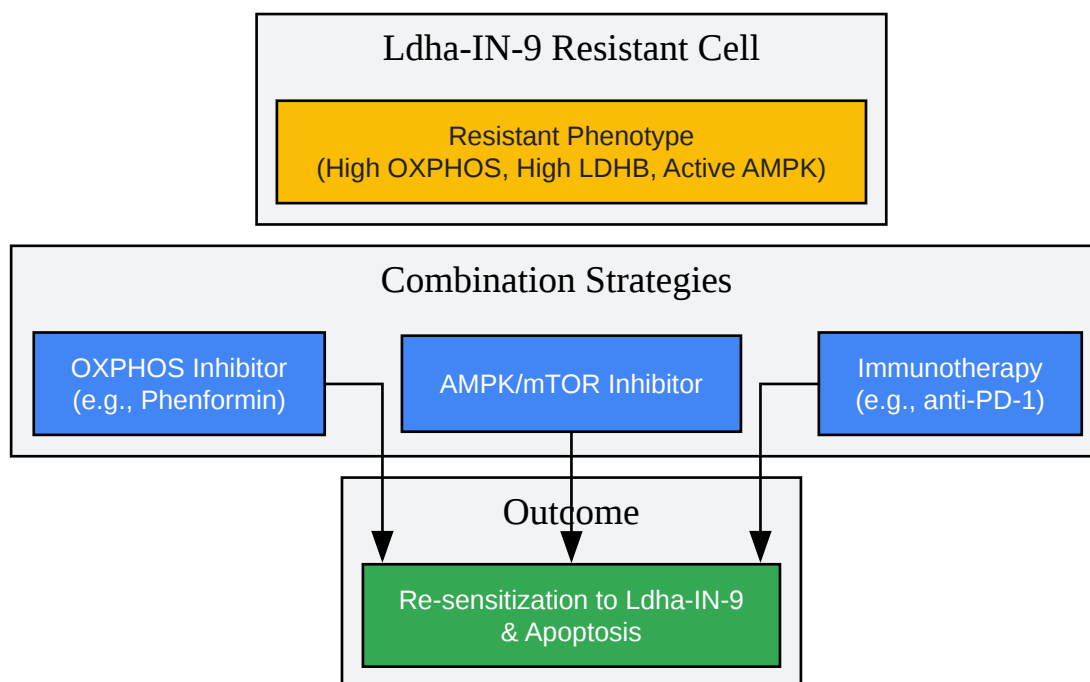 Ldha-IN-9 Resistant Cell
Resistant Phenotype
(High OXPHOS, High LDHB, Active AMPK)
Combination Strategies
OXPHOS Inhibitor
(e.g., Phenformin)
AMPK/mTOR Inhibitor
Immunotherapy
(e.g., anti-PD-1)
Outcome
Re-sensitization to Ldha-IN-9
& Apoptosis